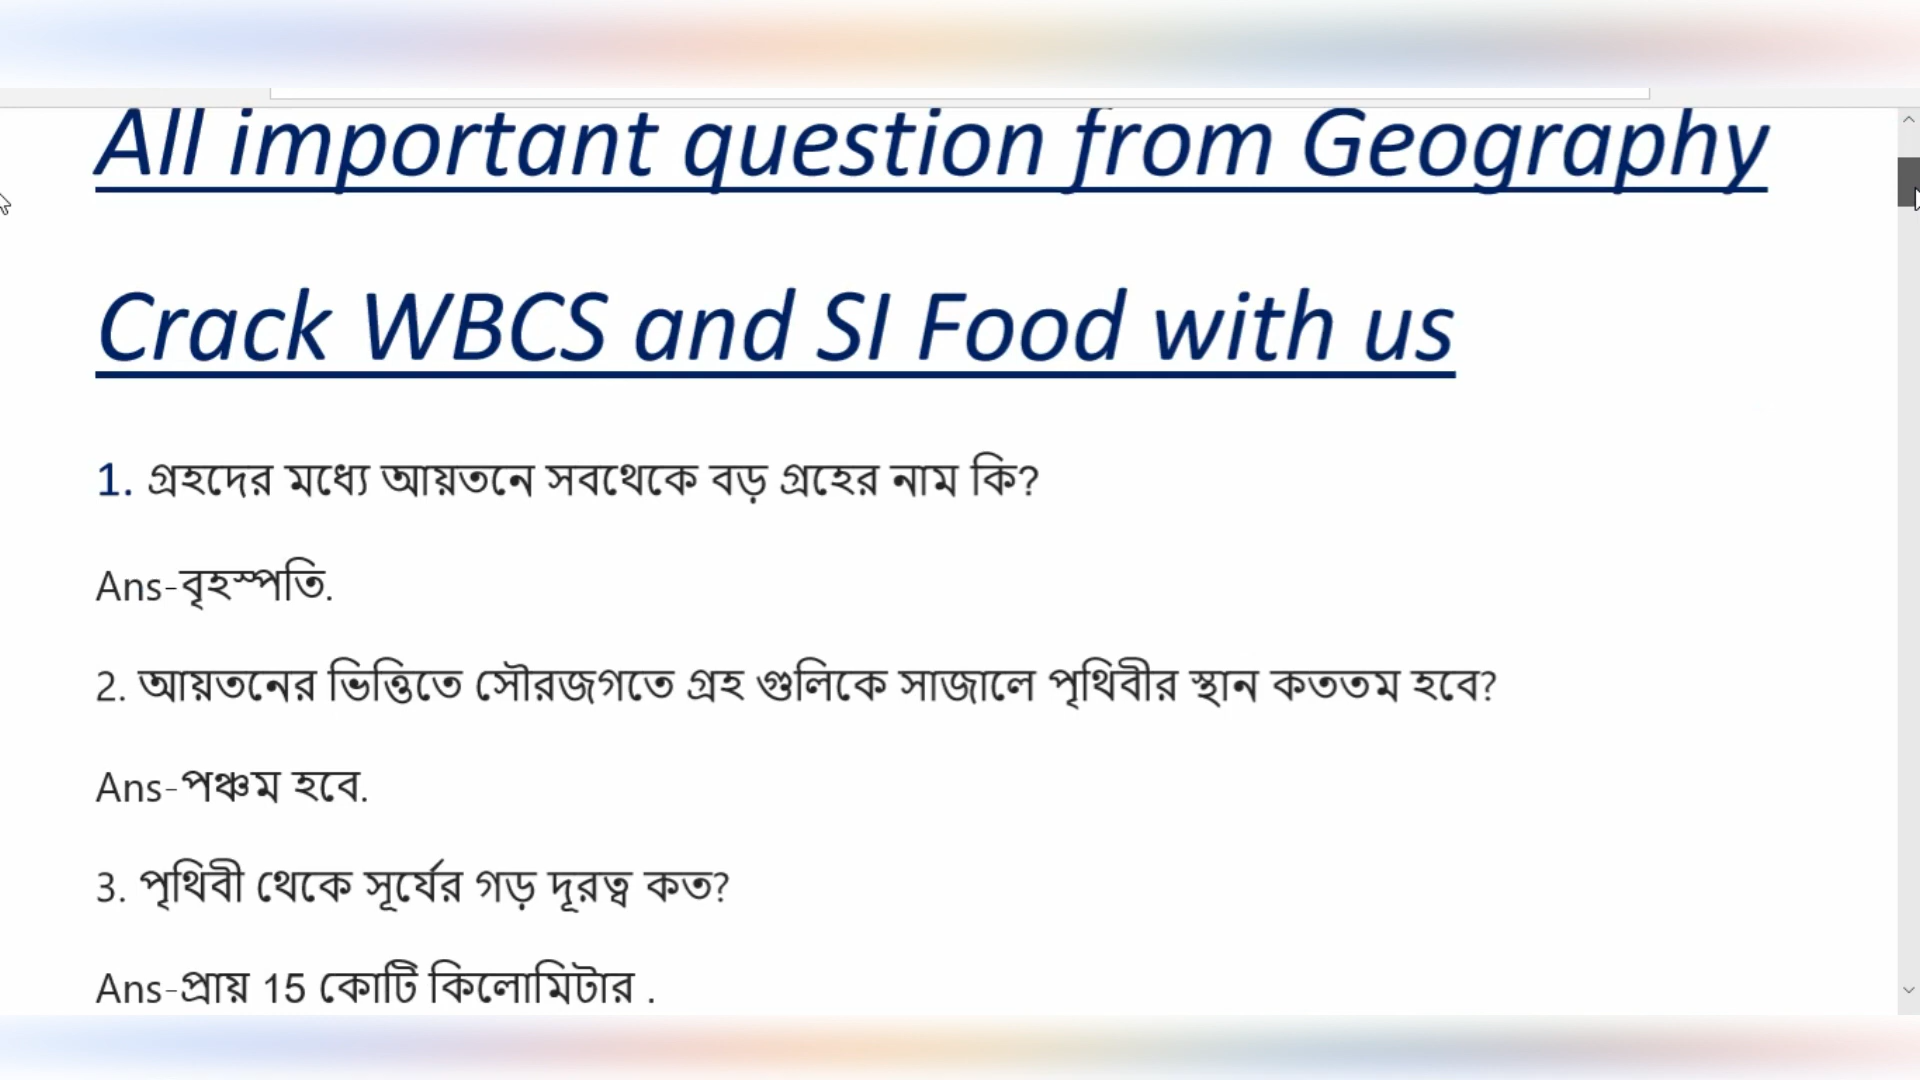 All important question from Geography
Crack WBCS and SI Food with us
1. গ্রহদের মধ্যে আয়তনে সবথেকে বড় গ্রহের নাম কি?
Ans-বৃহস্পতি.
2. আয়তনের ভিত্তিতে সৌরজগতে গ্রহ গুলিকে সাজালে পৃথিবীর স্থান কততম হবে?
Ans-পঞ্চম হবে.
3. পৃথিবী থেকে সূর্যের গড় দূরত্ব কত?
Ans-প্রায় 15 কোটি কিলোমিটার .